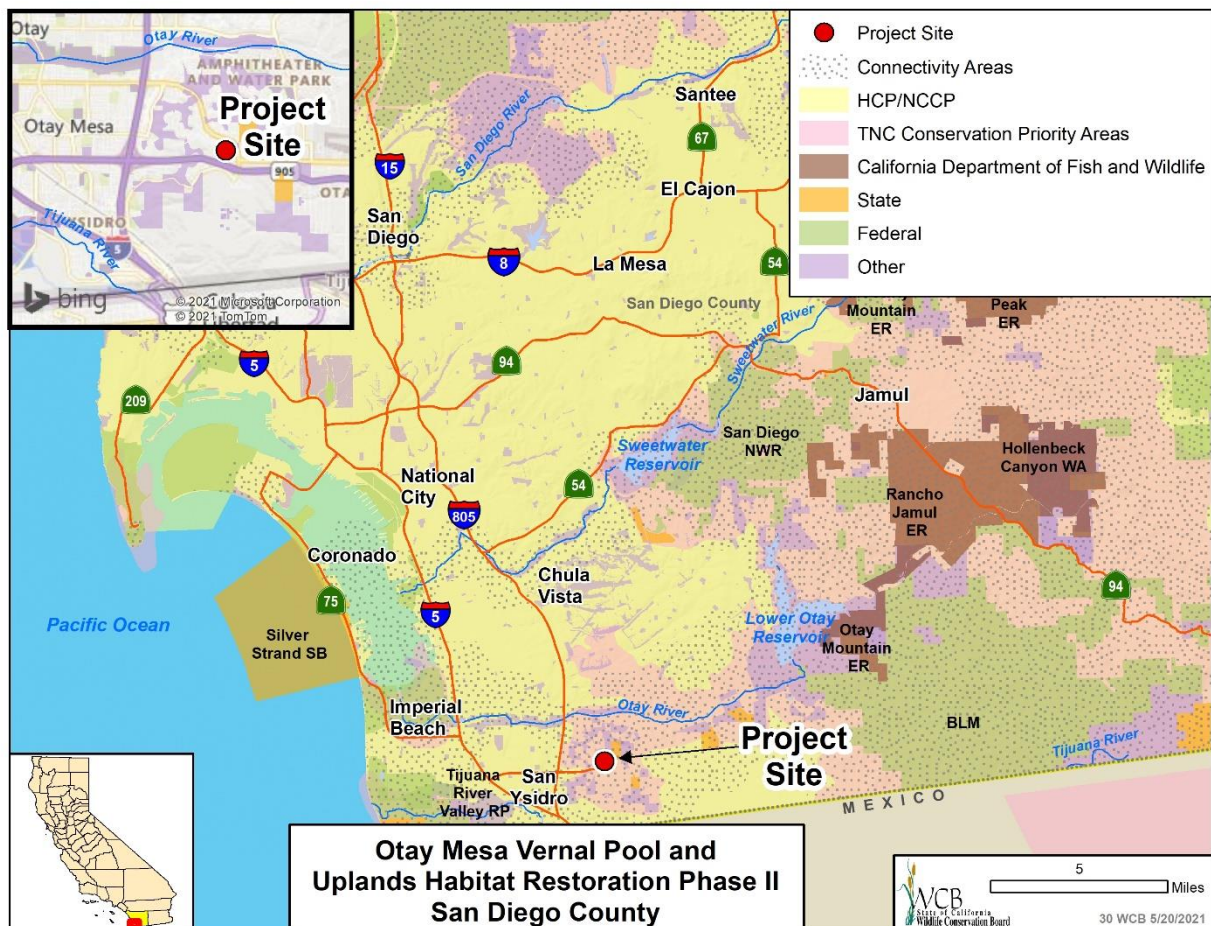 Otay
Otay River
AMPHITHEATER
AND WATER PARK
Project
Site
Otay Mesa
905
OTA
YSIDRO
Tijuana River
5
bing
© 2021 Microsoft Corporation
© 2021 TomTom
Project Site
Connectivity Areas
HCP/NCCP
TNC Conservation Priority Areas
California Department of Fish and Wildlife
State
Federal
Other
Santee
67
San Diego River
15
El Cajon
San
Diego
8
La Mesa
54
San Diego County
Sweetwater River
Mountain
ER
Peak
ER
5
94
209
Jamul
Sweetwater
Reservoir
San Diego
NWR
Hollenbeck
Canyon WA
Rancho
Jamul
ER
National
City
54
805
Coronado
Chula
Vista
75
5
94
Pacific Ocean
Silver
Strand SB
Lower Otay
Reservoir
Otay
Mountain
ER
Imperial
Beach
Otay River
BLM
Project
Site
Tijuana River
Tijuana
River
Valley RP
San
Ysidro
MEXICO
Otay Mesa Vernal Pool and
Uplands Habitat Restoration Phase II
San Diego County
WCB
State of California
Wildlife Conservation Board
5
Miles
30 WCB 5/20/2021